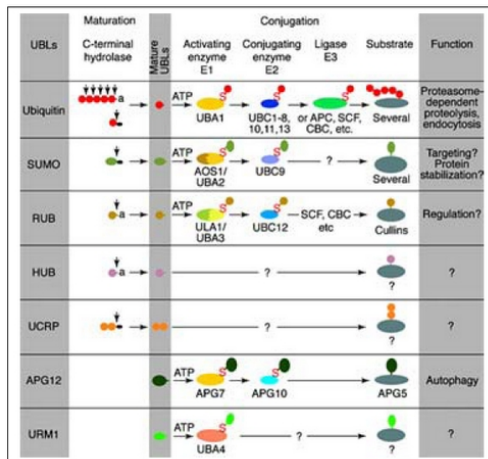 Maturation
Conjugation
UBLs
C-terminal
hydrolase
Mature
UBLs
Activating
enzyme
E1
Conjugating
enzyme
E2
Ligase
E3
Substrate
Function
Ubiquitin
a
ATP
S
UBA1
S
UBC1-8,
10,11,13
S
or APC, SCF,
CBC, etc.
Several
Proteasome-
dependent
proteolysis,
endocytosis
SUMO
ATP
S
AOS1/
UBA2
S
UBC9
?
Several
Targeting?
Protein
stabilization?
RUB
a
ATP
S
ULA1/
UBA3
S
UBC12
SCF, CBC
etc
Cullins
Regulation?
HUB
a
?
?
?
UCRP
?
?
?
APG12
ATP
S
APG7
S
APG10
APG5
Autophagy
URM1
ATP
S
UBA4
?
?
?